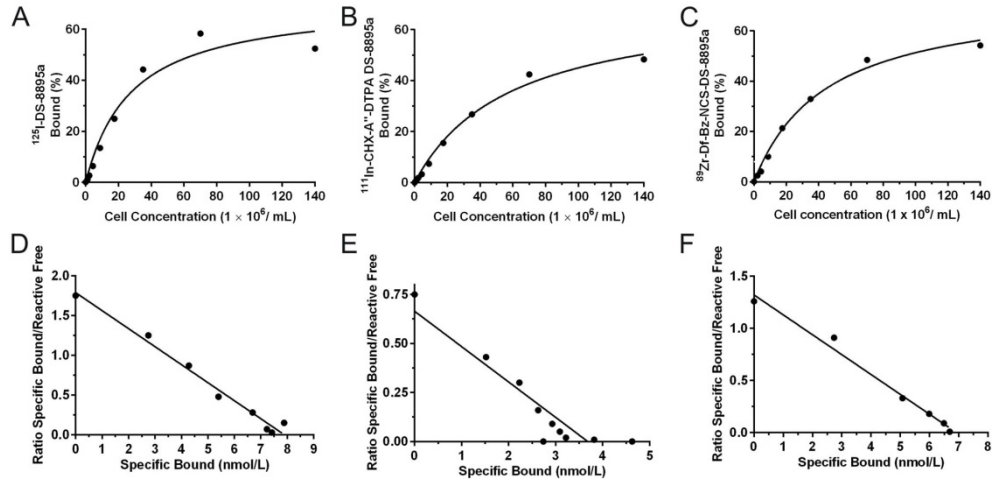 A
¹²⁵I-DS-8895a
Bound (%)
60
40
20
0
0 20 40 60 80 100 120 140
Cell Concentration (1 × 10⁶/ mL)
B
¹¹¹In-CHX-A"-DTPA DS-8895a
Bound (%)
60
40
20
0
0 20 40 60 80 100 120 140
Cell Concentration (1 × 10⁶/ mL)
C
⁸⁹Zr-Df-Bz-NCS-DS-8895a
Bound (%)
60
40
20
0
0 20 40 60 80 100 120 140
Cell concentration (1 x 10⁶/ mL)
D
Ratio Specific Bound/Reactive Free
2.0
1.5
1.0
0.5
0.0
0 1 2 3 4 5 6 7 8 9
Specific Bound (nmol/L)
E
Ratio Specific Bound/Reactive Free
0.75
0.50
0.25
0.00
0 1 2 3 4 5
Specific Bound (nmol/L)
F
Ratio Specific Bound/Reactive Free
1.5
1.0
0.5
0.0
0 1 2 3 4 5 6 7 8
Specific Bound (nmol/L)